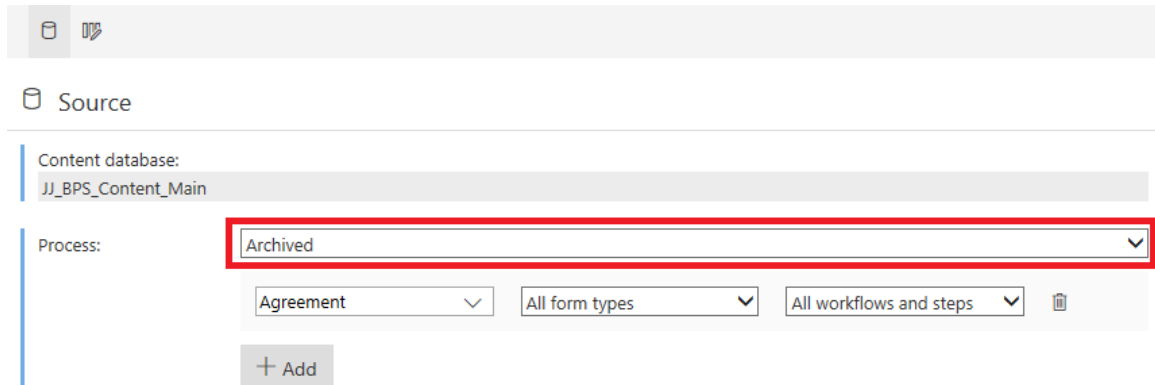 Source
Content database:
JJ_BPS_Content_Main
Process:
Archived
Agreement
All form types
All workflows and steps
+ Add